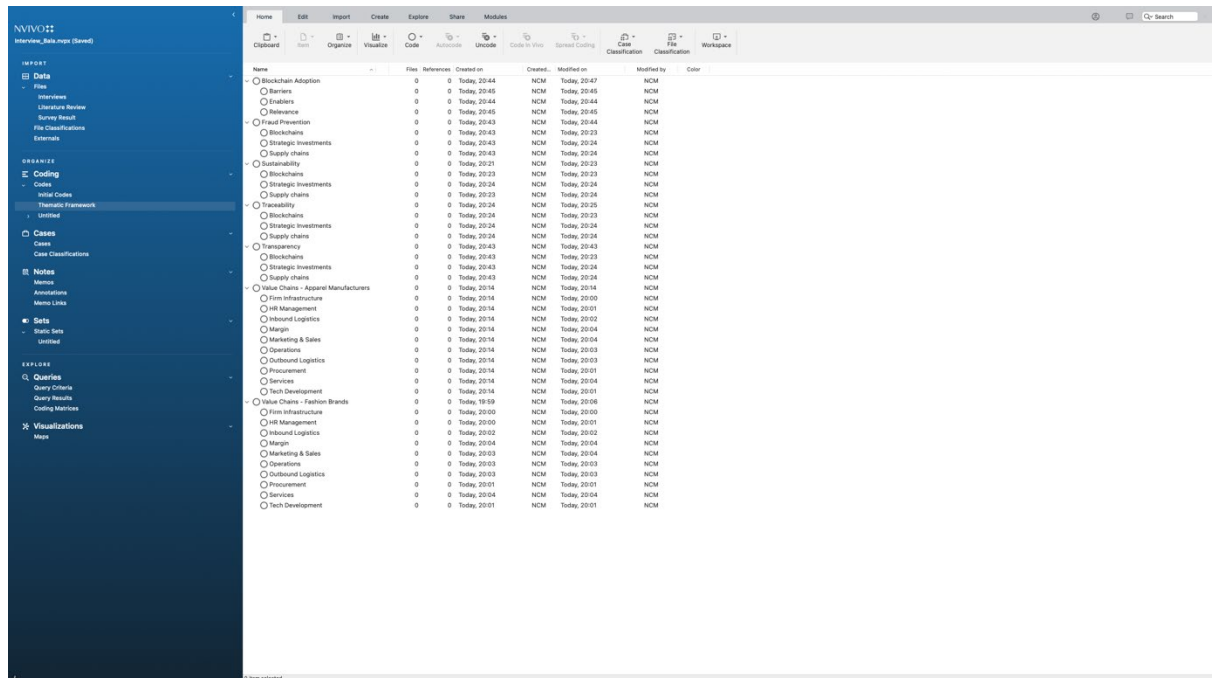 Home Edit Import Create Explore Share Modules
Search
NVIVO
Interview_Bala.nvpx (Saved)
Clipboard Item Organize Visualize Code Autocode Uncode Code In Vivo Spread Coding Case Classification File Classification Workspace
IMPORT
Data
Files
Interviews
Literature Review
Survey Result
File Classifications
Externals
ORGANIZE
Coding
Codes
Initial Codes
Thematic Framework
Untitled
Cases
Cases
Case Classifications
Notes
Memos
Annotations
Memo Links
Sets
Static Sets
Untitled
EXPLORE
Queries
Query Criteria
Query Results
Coding Matrices
Visualizations
Maps
Name Files References Created on Created... Modified on Modified by Color
Blockchain Adoption 0 0 Today, 20:44 NCM Today, 20:47 NCM
Barriers 0 0 Today, 20:45 NCM Today, 20:45 NCM
Enablers 0 0 Today, 20:44 NCM Today, 20:44 NCM
Relevance 0 0 Today, 20:45 NCM Today, 20:45 NCM
Fraud Prevention 0 0 Today, 20:43 NCM Today, 20:44 NCM
Blockchains 0 0 Today, 20:43 NCM Today, 20:23 NCM
Strategic Investments 0 0 Today, 20:43 NCM Today, 20:24 NCM
Supply chains 0 0 Today, 20:43 NCM Today, 20:24 NCM
Sustainability 0 0 Today, 20:21 NCM Today, 20:23 NCM
Blockchains 0 0 Today, 20:23 NCM Today, 20:23 NCM
Strategic Investments 0 0 Today, 20:24 NCM Today, 20:24 NCM
Supply chains 0 0 Today, 20:23 NCM Today, 20:24 NCM
Traceability 0 0 Today, 20:24 NCM Today, 20:25 NCM
Blockchains 0 0 Today, 20:24 NCM Today, 20:23 NCM
Strategic Investments 0 0 Today, 20:24 NCM Today, 20:24 NCM
Supply chains 0 0 Today, 20:24 NCM Today, 20:24 NCM
Transparency 0 0 Today, 20:43 NCM Today, 20:43 NCM
Blockchains 0 0 Today, 20:43 NCM Today, 20:23 NCM
Strategic Investments 0 0 Today, 20:43 NCM Today, 20:24 NCM
Supply chains 0 0 Today, 20:43 NCM Today, 20:24 NCM
Value Chains - Apparel Manufacturers 0 0 Today, 20:14 NCM Today, 20:14 NCM
Firm Infrastructure 0 0 Today, 20:14 NCM Today, 20:00 NCM
HR Management 0 0 Today, 20:14 NCM Today, 20:01 NCM
Inbound Logistics 0 0 Today, 20:14 NCM Today, 20:02 NCM
Margin 0 0 Today, 20:14 NCM Today, 20:04 NCM
Marketing & Sales 0 0 Today, 20:14 NCM Today, 20:04 NCM
Operations 0 0 Today, 20:14 NCM Today, 20:03 NCM
Outbound Logistics 0 0 Today, 20:14 NCM Today, 20:03 NCM
Procurement 0 0 Today, 20:14 NCM Today, 20:01 NCM
Services 0 0 Today, 20:14 NCM Today, 20:04 NCM
Tech Development 0 0 Today, 20:14 NCM Today, 20:01 NCM
Value Chains - Fashion Brands 0 0 Today, 19:59 NCM Today, 20:06 NCM
Firm Infrastructure 0 0 Today, 20:00 NCM Today, 20:00 NCM
HR Management 0 0 Today, 20:00 NCM Today, 20:01 NCM
Inbound Logistics 0 0 Today, 20:02 NCM Today, 20:02 NCM
Margin 0 0 Today, 20:04 NCM Today, 20:04 NCM
Marketing & Sales 0 0 Today, 20:03 NCM Today, 20:04 NCM
Operations 0 0 Today, 20:03 NCM Today, 20:03 NCM
Outbound Logistics 0 0 Today, 20:03 NCM Today, 20:03 NCM
Procurement 0 0 Today, 20:01 NCM Today, 20:01 NCM
Services 0 0 Today, 20:04 NCM Today, 20:04 NCM
Tech Development 0 0 Today, 20:01 NCM Today, 20:01 NCM